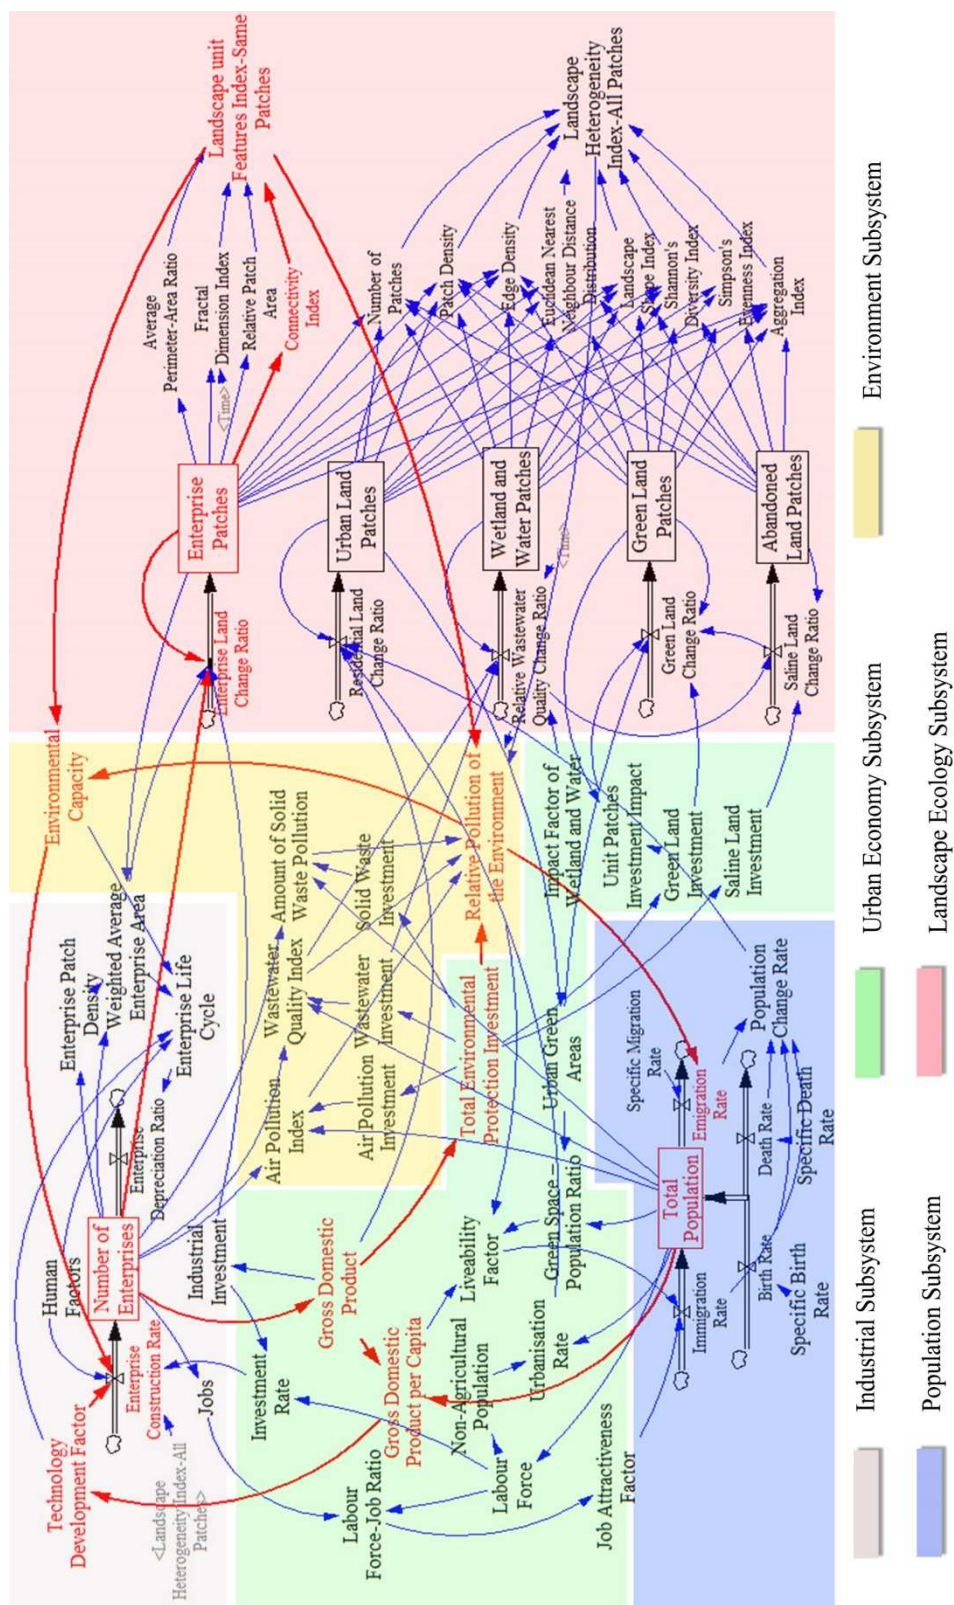 Technology
Development Factor
<Landscape
Heterogeneity Index-All
Patches>
Human
Factors
Enterprise
Construction Rate
Number of
Enterprises
Enterprise
Depreciation Ratio
Enterprise Patch
Density
Weighted Average
Enterprise Area
Enterprise Life
Cycle
Jobs
Industrial
Investment
Investment
Rate
Gross Domestic
Product
Gross Domestic
Product per Capita
Labour
Force-Job Ratio
Labour
Force
Non-Agricultural
Population
Urbanisation
Rate
Liveability
Factor
Green Space –
Population Ratio
Urban Green
Areas
Job Attractiveness
Factor
Total Environmental
Protection Investment
Environmental
Capacity
Air Pollution
Index
Wastewater
Quality Index
Amount of Solid
Waste Pollution
Air Pollution
Investment
Wastewater
Investment
Solid Waste
Investment
Relative Pollution of
the Environment
Impact Factor of
Wetland and Water
Unit Patches
Investment Impact
Green Land
Investment
Saline Land
Investment
Total
Population
Immigration
Rate
Emigration
Rate
Specific Migration
Rate
Birth Rate
Specific Birth
Rate
Death Rate
Specific Death
Rate
Population
Change Rate
Enterprise Land
Change Ratio
Enterprise
Patches
Residential Land
Change Ratio
Urban Land
Patches
Relative Wastewater
Quality Change Ratio
Wetland and
Water Patches
<Time>
Green Land
Change Ratio
Green Land
Patches
Saline Land
Change Ratio
Abandoned
Land Patches
Average
Perimeter-Area Ratio
Fractal
Dimension Index
<Time>
Relative Patch
Area
Connectivity
Index
Landscape unit
Features Index-Same
Patches
Number of
Patches
Patch Density
Edge Density
Euclidean Nearest
Neighbour Distance
Distribution
Landscape
Shape Index
Shannon's
Diversity Index
Simpson's
Evenness Index
Aggregation
Index
Landscape
Heterogeneity
Index-All Patches
Industrial Subsystem
Urban Economy Subsystem
Environment Subsystem
Population Subsystem
Landscape Ecology Subsystem